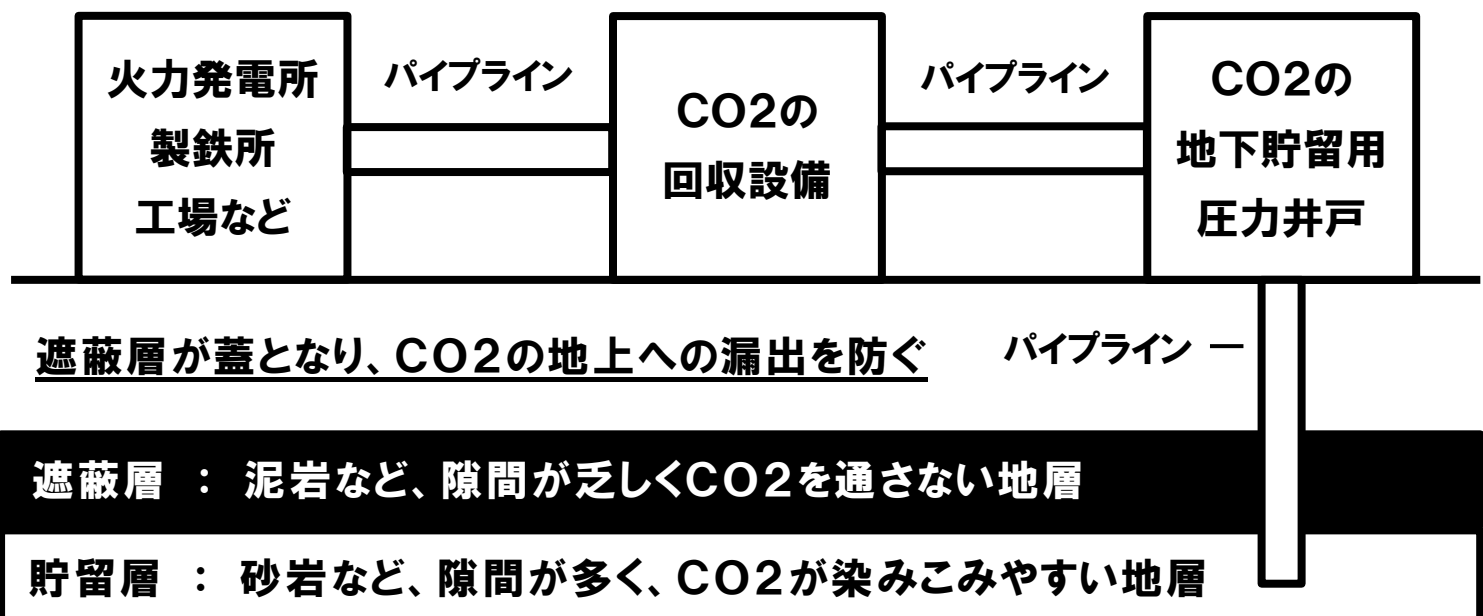 火力発電所
製鉄所
工場など
パイプライン
CO2の
回収設備
パイプライン
CO2の
地下貯留用
圧力井戸
遮蔽層が蓋となり、CO2の地上への漏出を防ぐ
パイプライン
遮蔽層 : 泥岩など、隙間が乏しくCO2を通さない地層
貯留層 : 砂岩など、隙間が多く、CO2が染みこみやすい地層